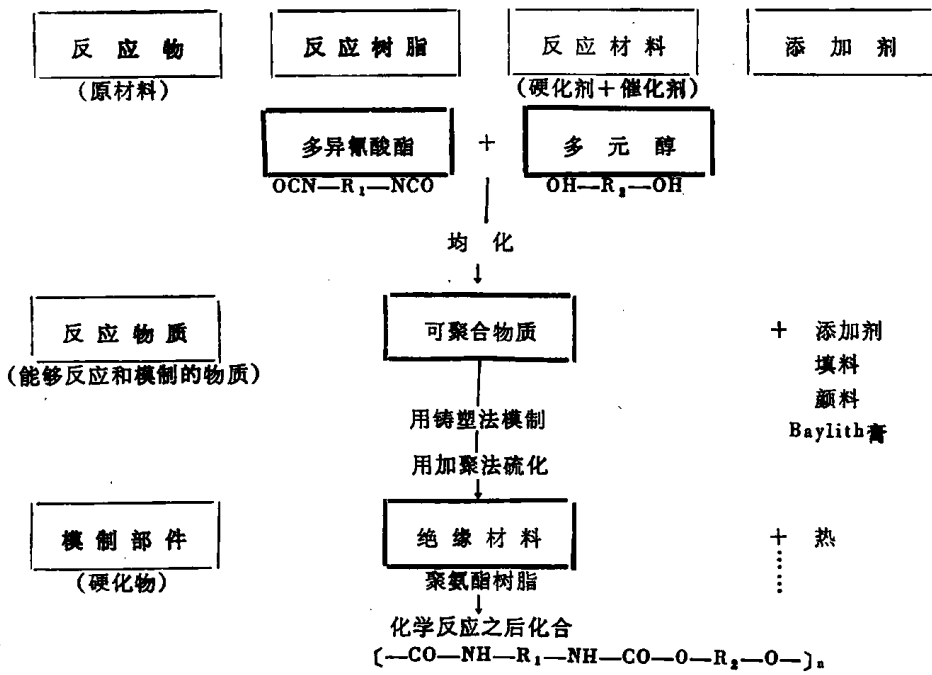 反应物 反应树脂 反应材料 添加剂
(原材料) (硬化剂+催化剂)
多异氰酸酯 + 多元醇
OCN—R₁—NCO OH—R₂—OH
均化
反应物质 可聚合物质 + 添加剂
(能够反应和模制的物质) 填料
颜料
用铸塑法模制 Baylith膏
用加聚法硫化
模制部件 绝缘材料 + 热
(硬化物) 聚氨酯树脂
化学反应之后化合
[—CO—NH—R₁—NH—CO—O—R₂—O—]ₙ